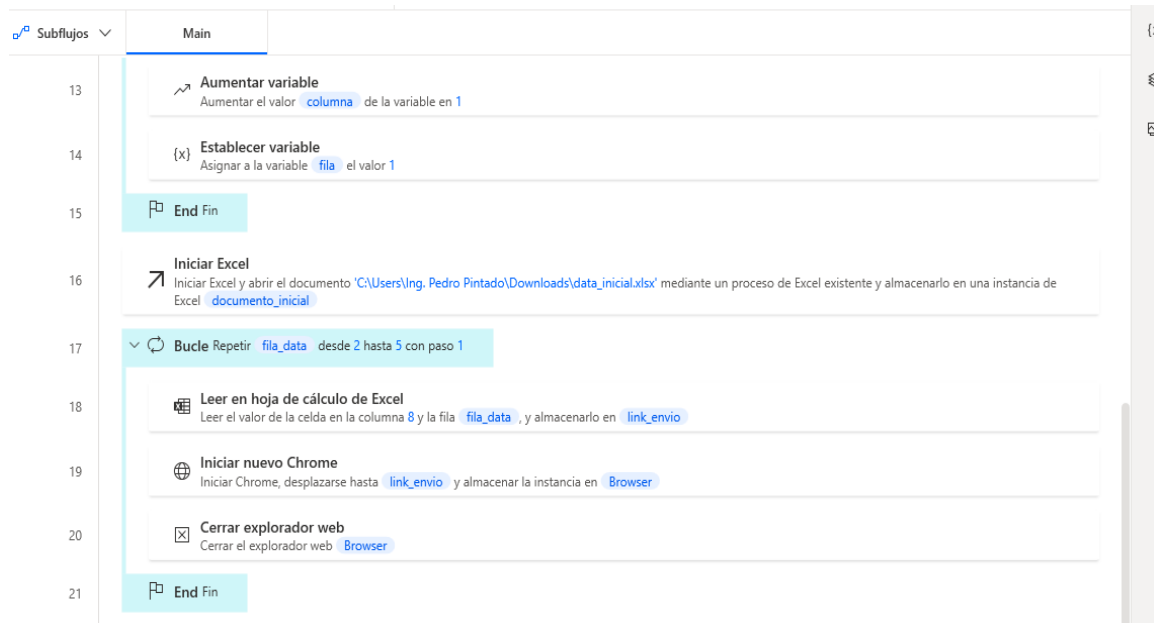 Subflujos
Main
13
Aumentar variable
Aumentar el valor columna de la variable en 1
14
{x}
Establecer variable
Asignar a la variable fila el valor 1
15
End Fin
16
Iniciar Excel
Iniciar Excel y abrir el documento 'C:\Users\Ing. Pedro Pintado\Downloads\data_inicial.xlsx' mediante un proceso de Excel existente y almacenarlo en una instancia de
Excel documento_inicial
17
Bucle Repetir fila_data desde 2 hasta 5 con paso 1
18
Leer en hoja de cálculo de Excel
Leer el valor de la celda en la columna 8 y la fila fila_data , y almacenarlo en link_envio
19
Iniciar nuevo Chrome
Iniciar Chrome, desplazarse hasta link_envio y almacenar la instancia en Browser
20
Cerrar explorador web
Cerrar el explorador web Browser
21
End Fin